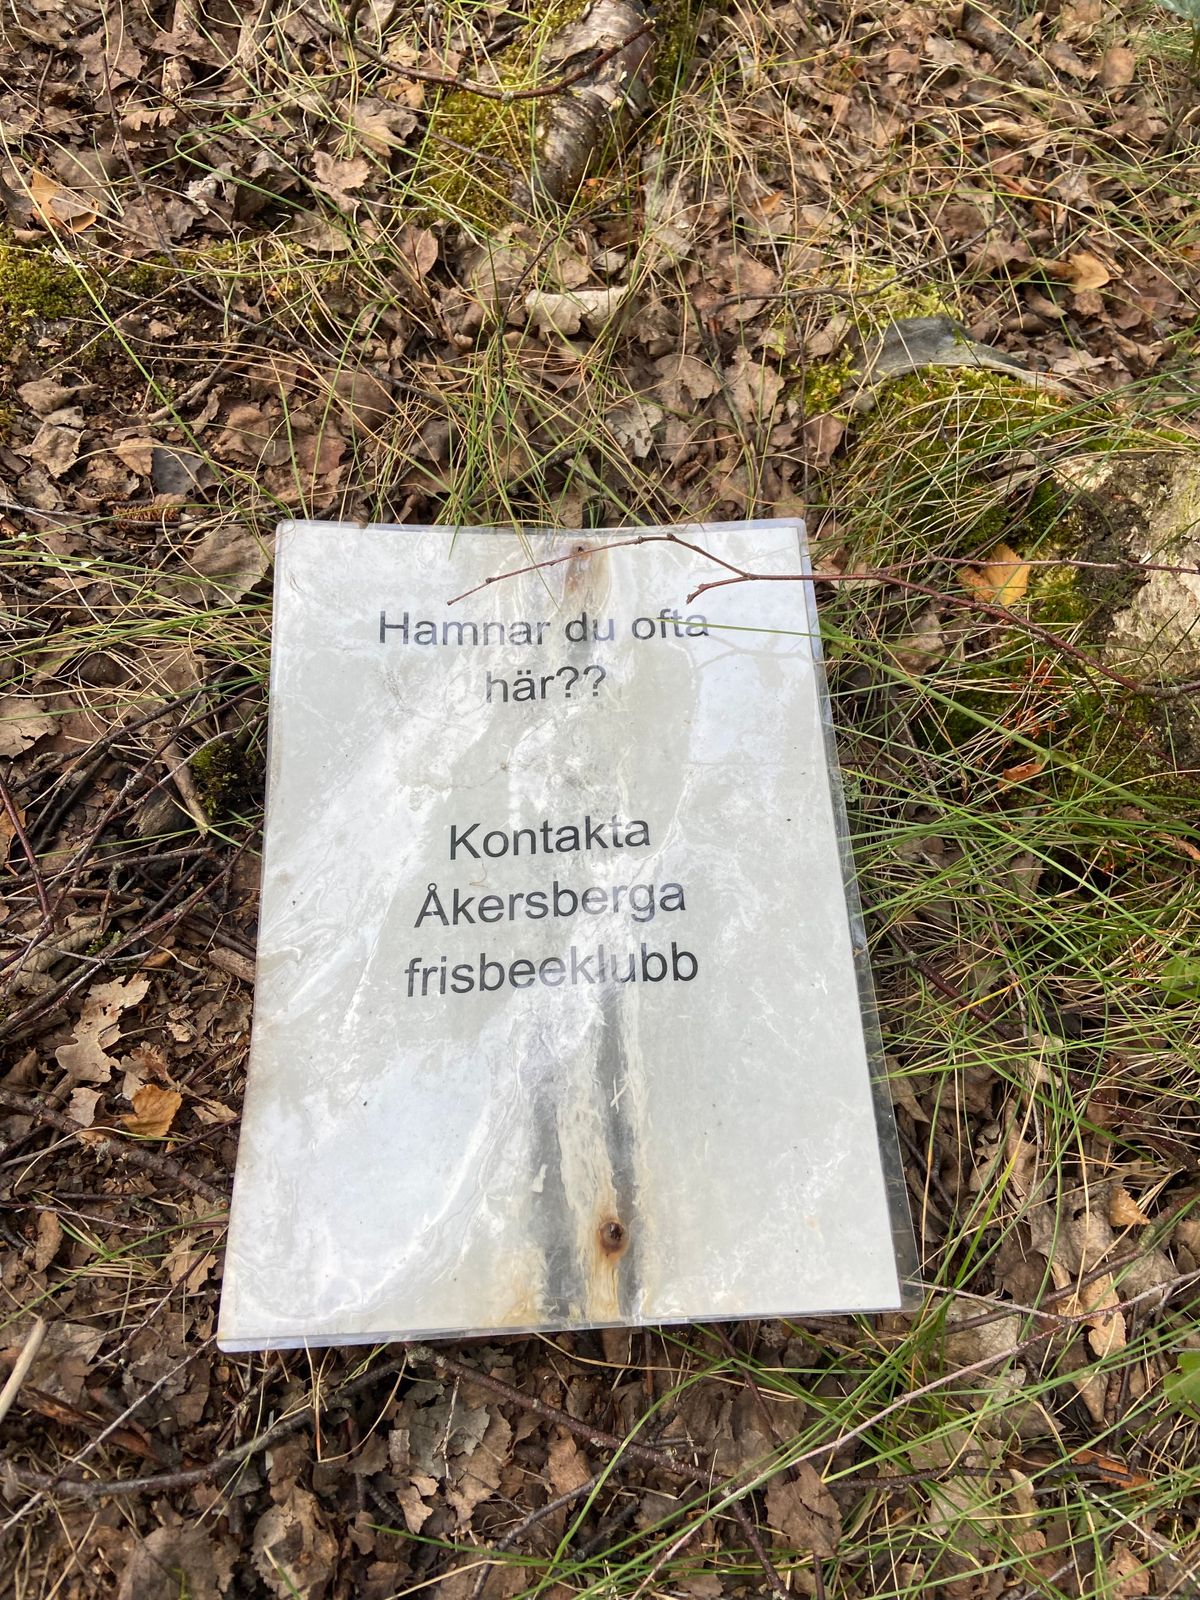 Hamnar du ofta
här??
Kontakta
Åkersberga
frisbeeklubb